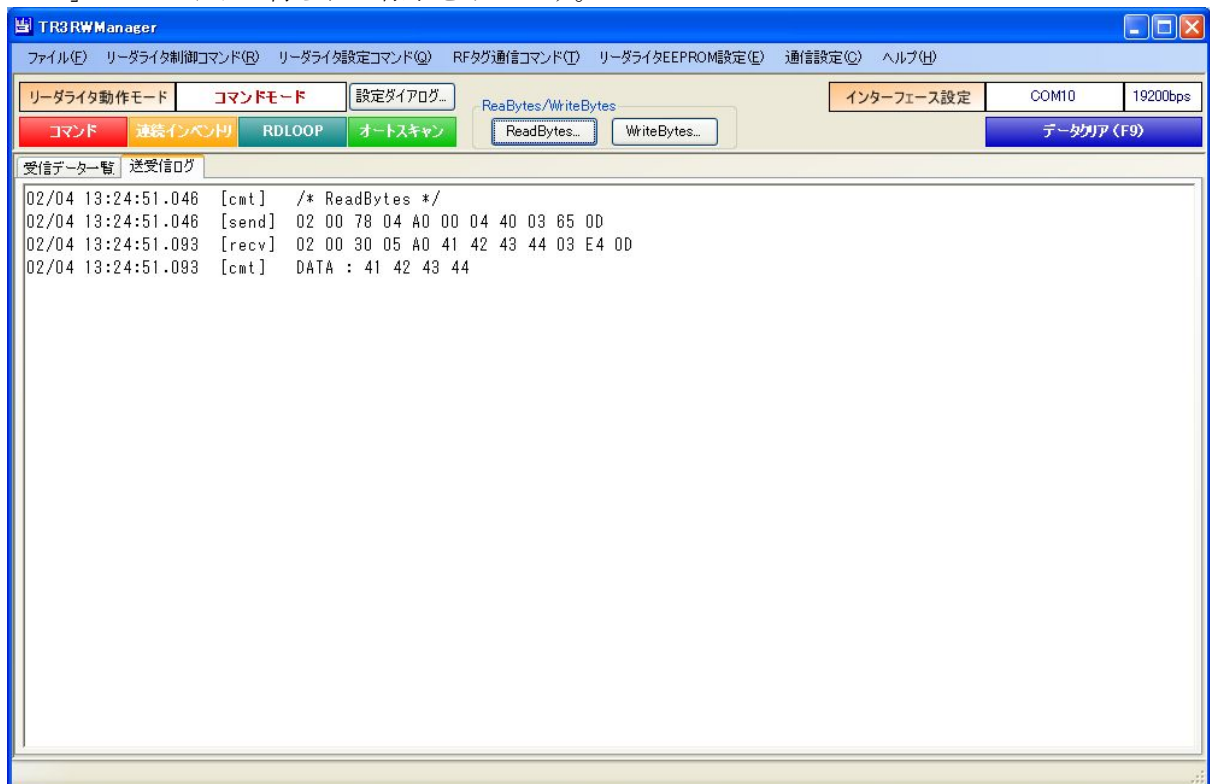 TR3RWManager
ファイル(F) リーダライタ制御コマンド(R) リーダライタ設定コマンド(Q) RFタグ通信コマンド(T) リーダライタEEPROM設定(E) 通信設定(C) ヘルプ(H)
リーダライタ動作モード コマンドモード 設定ダイアログ... ReaBytes/WriteBytes インターフェース設定 COM10 19200bps
コマンド 連続インベントリ RDLOOP オートスキャン ReadBytes... WriteBytes... データクリア(F9)
受信データ一覧 送受信ログ
02/04 13:24:51.046 [cmt] /* ReadBytes */
02/04 13:24:51.046 [send] 02 00 78 04 A0 00 04 40 03 65 0D
02/04 13:24:51.093 [recv] 02 00 30 05 A0 41 42 43 44 03 E4 0D
02/04 13:24:51.093 [cmt] DATA : 41 42 43 44